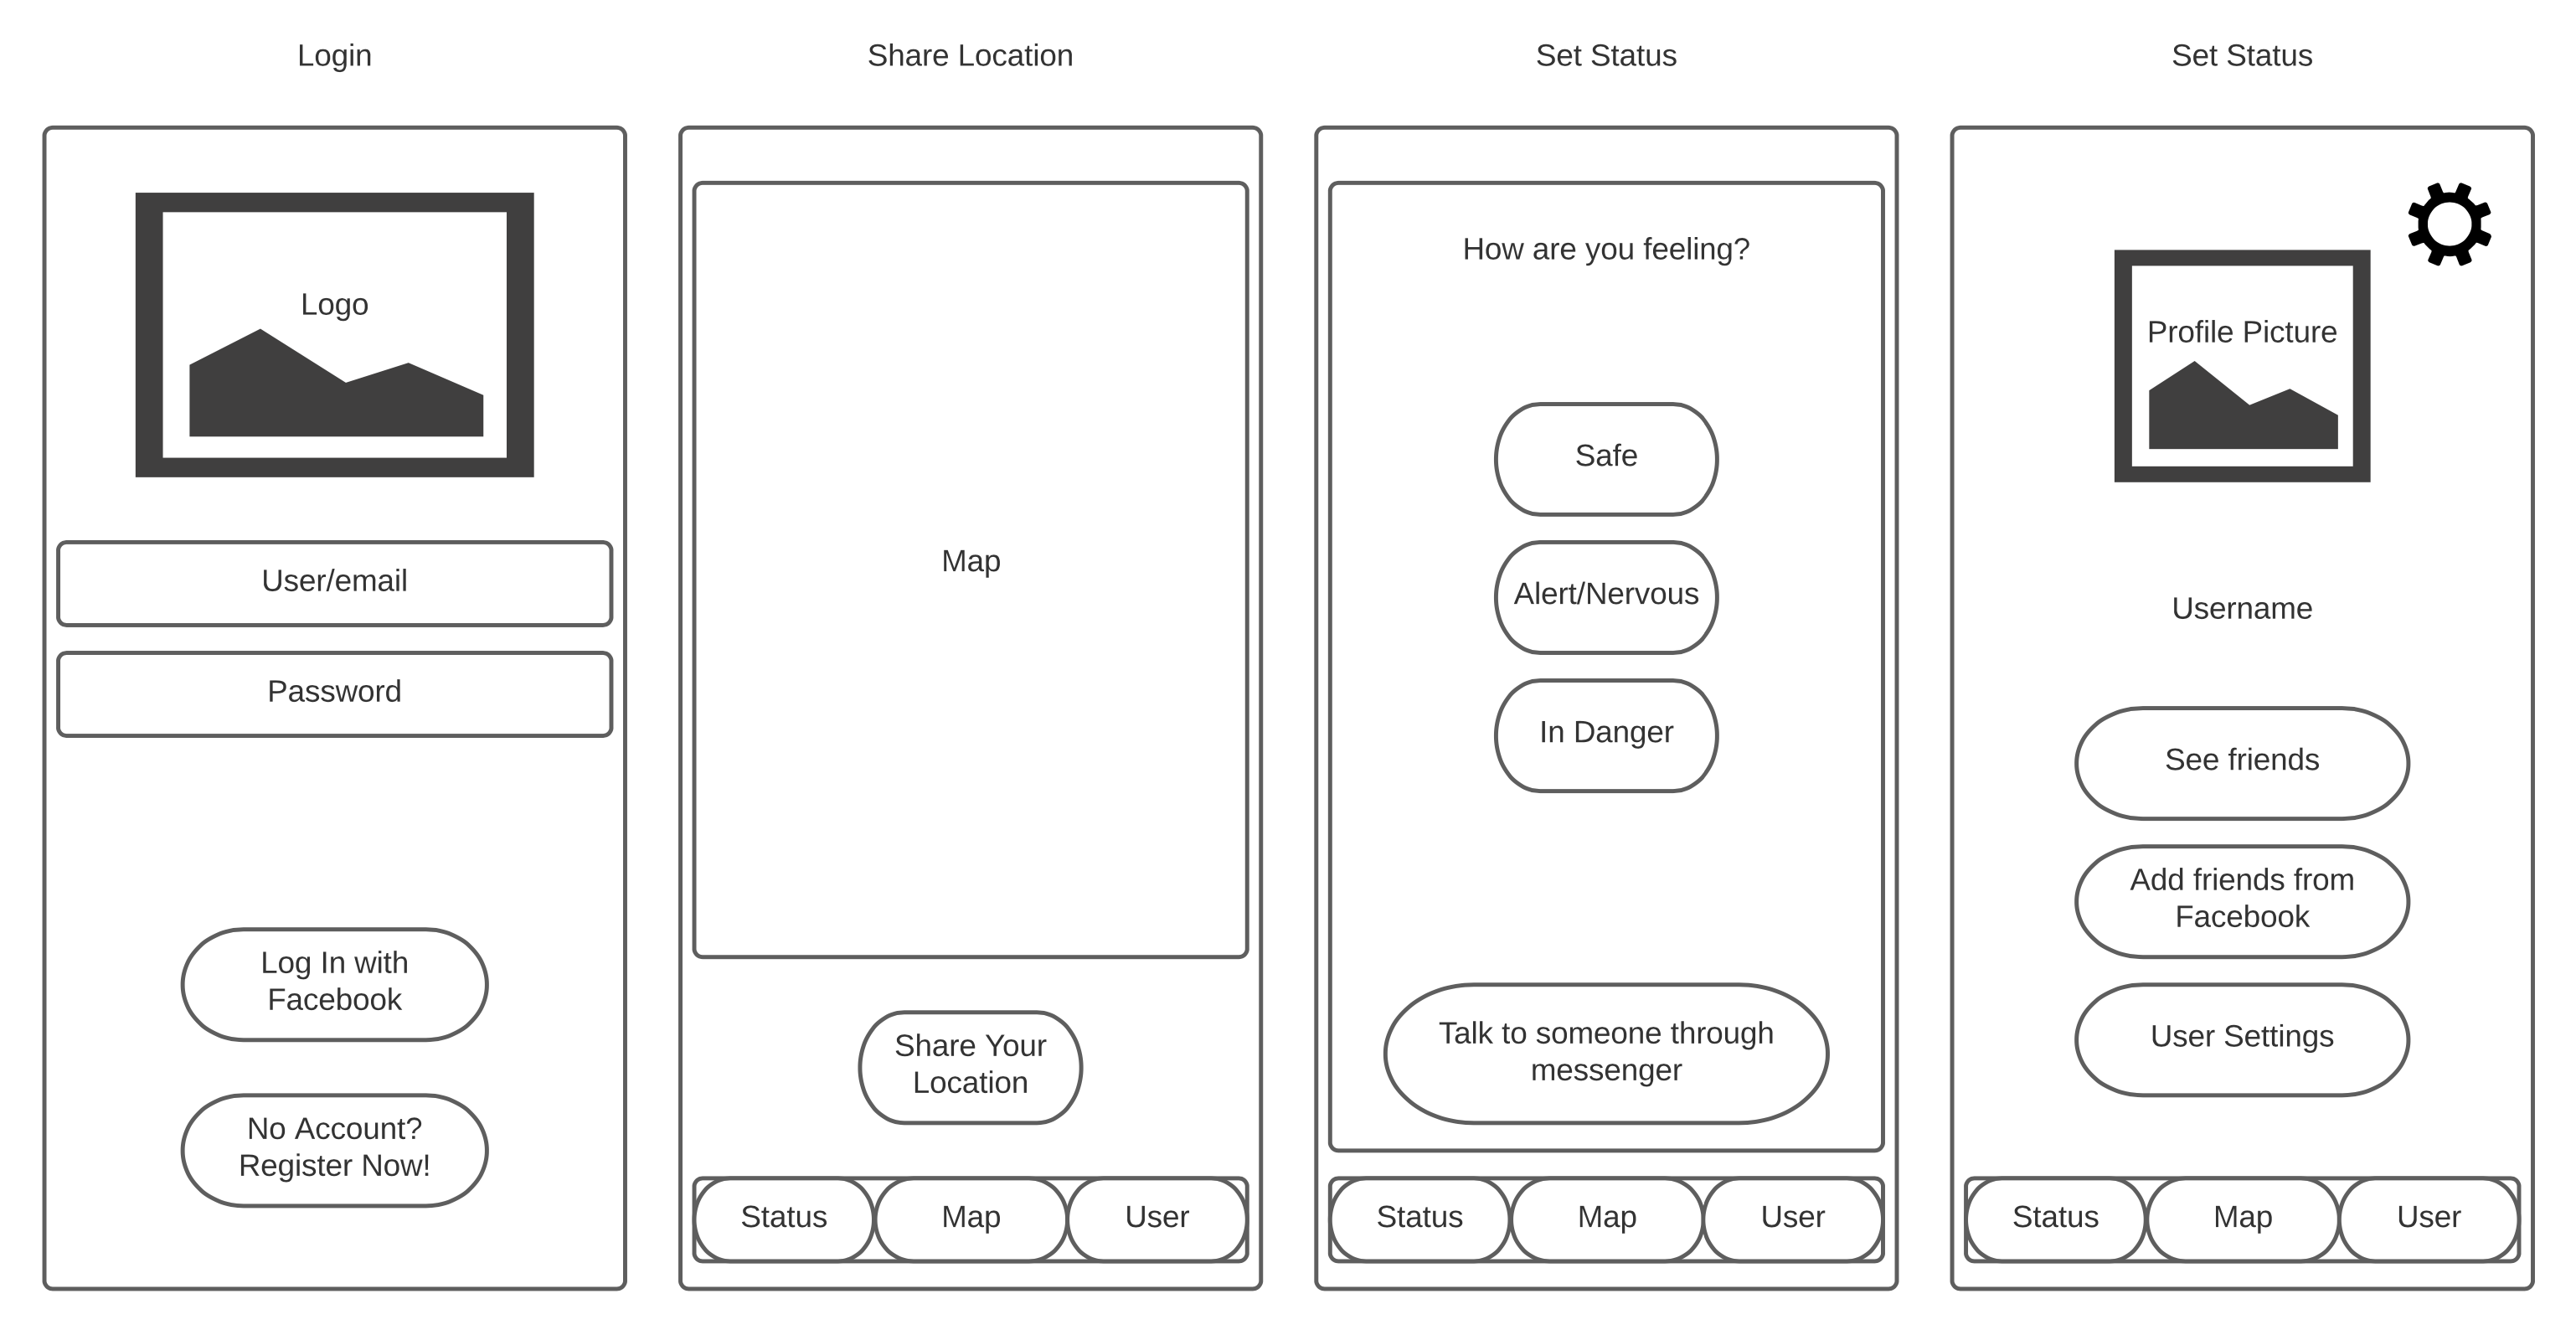 Login
Logo
User/email
Password
Log In with
Facebook
No Account?
Register Now!
Share Location
Map
Share Your
Location
Status
Map
User
Set Status
How are you feeling?
Safe
Alert/Nervous
In Danger
Talk to someone through
messenger
Status
Map
User
Set Status
Profile Picture
Username
See friends
Add friends from
Facebook
User Settings
Status
Map
User